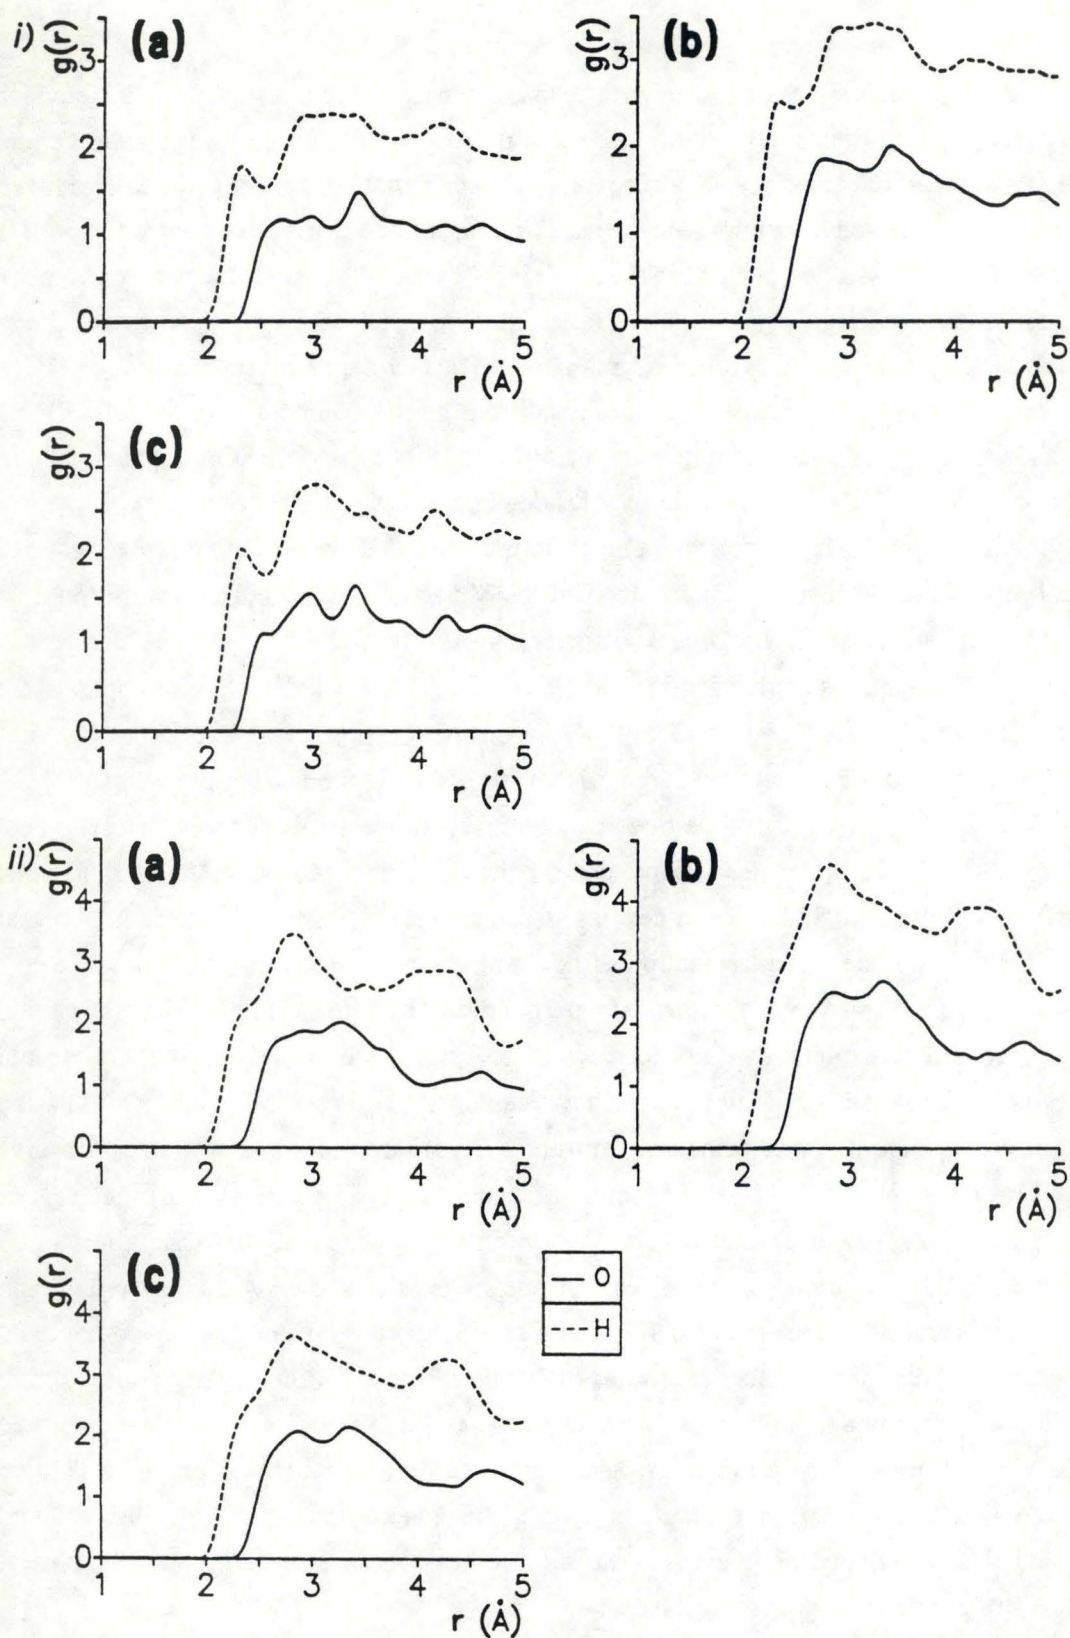 i) (a) (b)
g(r) g(r)
3 3
2 2
1 1
0 0
1 2 3 4 5 1 2 3 4 5
r (Å) r (Å)
(c)
g(r)
3
2
1
0
1 2 3 4 5
r (Å)
ii) (a) (b)
g(r) g(r)
4 4
3 3
2 2
1 1
0 0
1 2 3 4 5 1 2 3 4 5
r (Å) r (Å)
(c)
g(r)
4
3
2
1
0
1 2 3 4 5
r (Å)
O
H